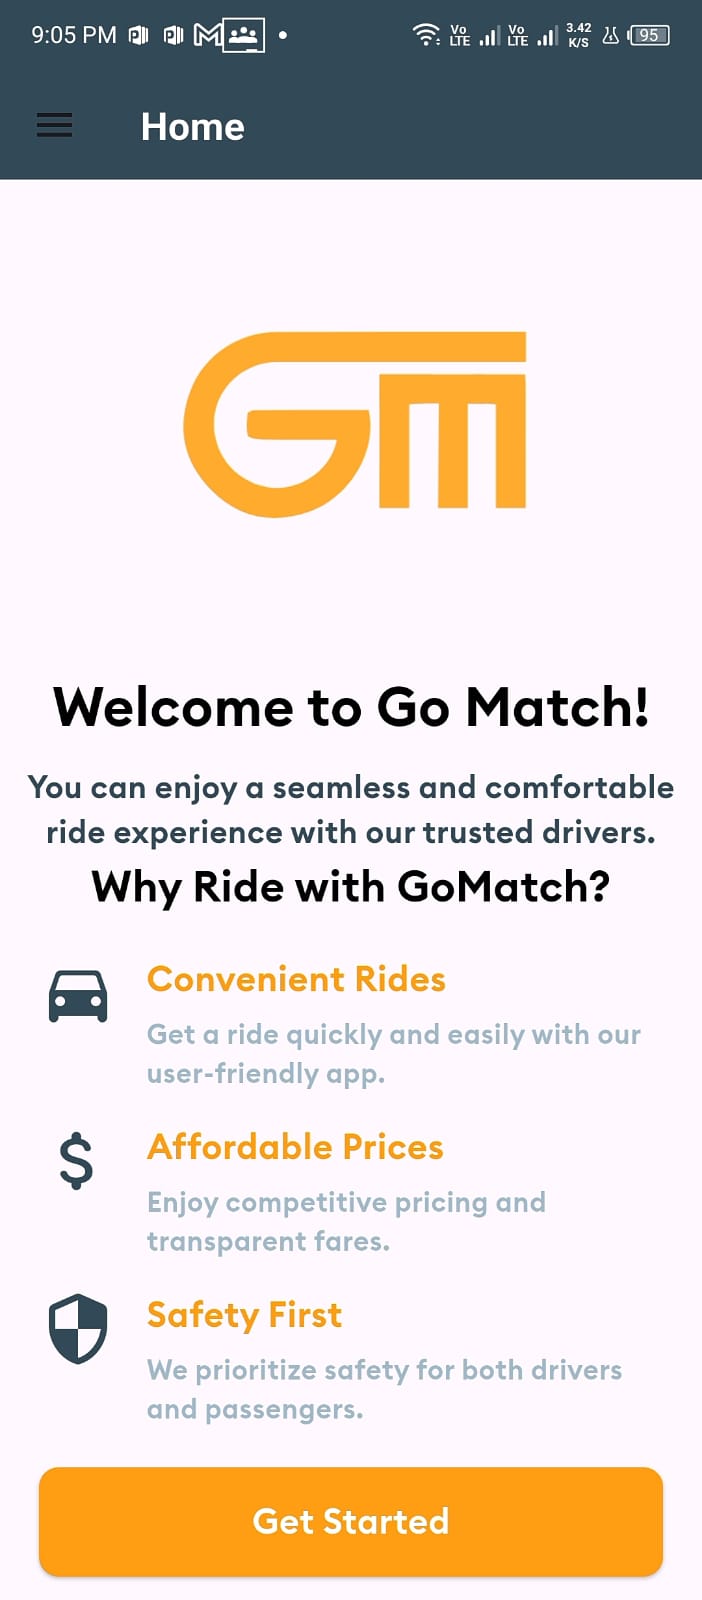 9:05 PM
Vo LTE
Vo LTE
3.42 K/S
95
Home
GM
Welcome to Go Match!
You can enjoy a seamless and comfortable
ride experience with our trusted drivers.
Why Ride with GoMatch?
Convenient Rides
Get a ride quickly and easily with our
user-friendly app.
Affordable Prices
Enjoy competitive pricing and
transparent fares.
Safety First
We prioritize safety for both drivers
and passengers.
Get Started